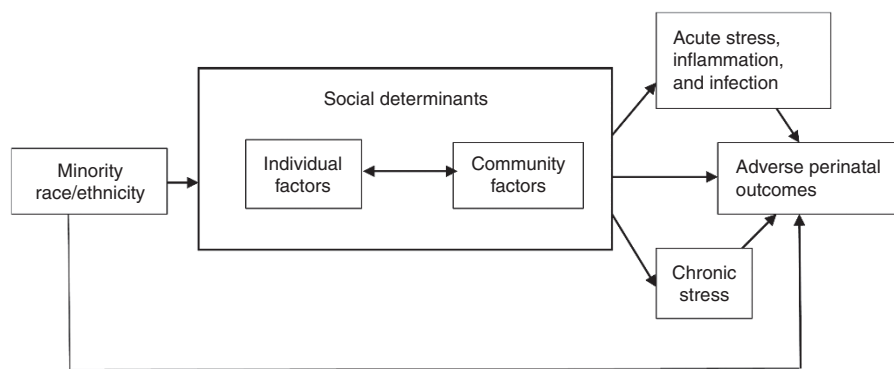 Minority
race/ethnicity
Social determinants
Individual
factors
Community
factors
Acute stress,
inflammation,
and infection
Adverse perinatal
outcomes
Chronic
stress